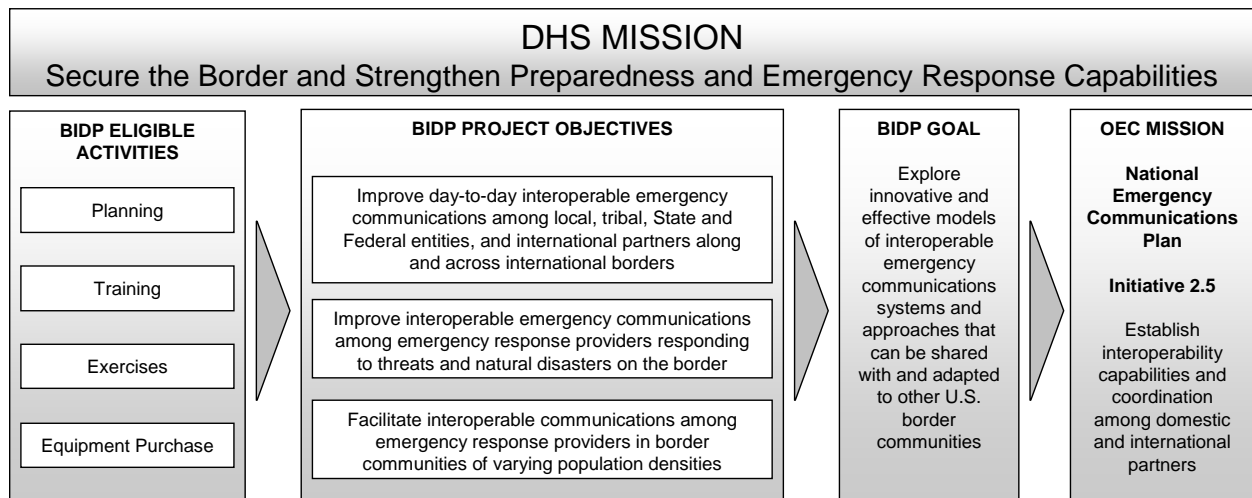 DHS MISSION
Secure the Border and Strengthen Preparedness and Emergency Response Capabilities
BIDP ELIGIBLE
ACTIVITIES
Planning
Training
Exercises
Equipment Purchase
BIDP PROJECT OBJECTIVES
Improve day-to-day interoperable emergency
communications among local, tribal, State and
Federal entities, and international partners along
and across international borders
Improve interoperable emergency communications
among emergency response providers responding
to threats and natural disasters on the border
Facilitate interoperable communications among
emergency response providers in border
communities of varying population densities
BIDP GOAL
Explore
innovative and
effective models
of interoperable
emergency
communications
systems and
approaches that
can be shared
with and adapted
to other U.S.
border
communities
OEC MISSION
National
Emergency
Communications
Plan
Initiative 2.5
Establish
interoperability
capabilities and
coordination
among domestic
and international
partners